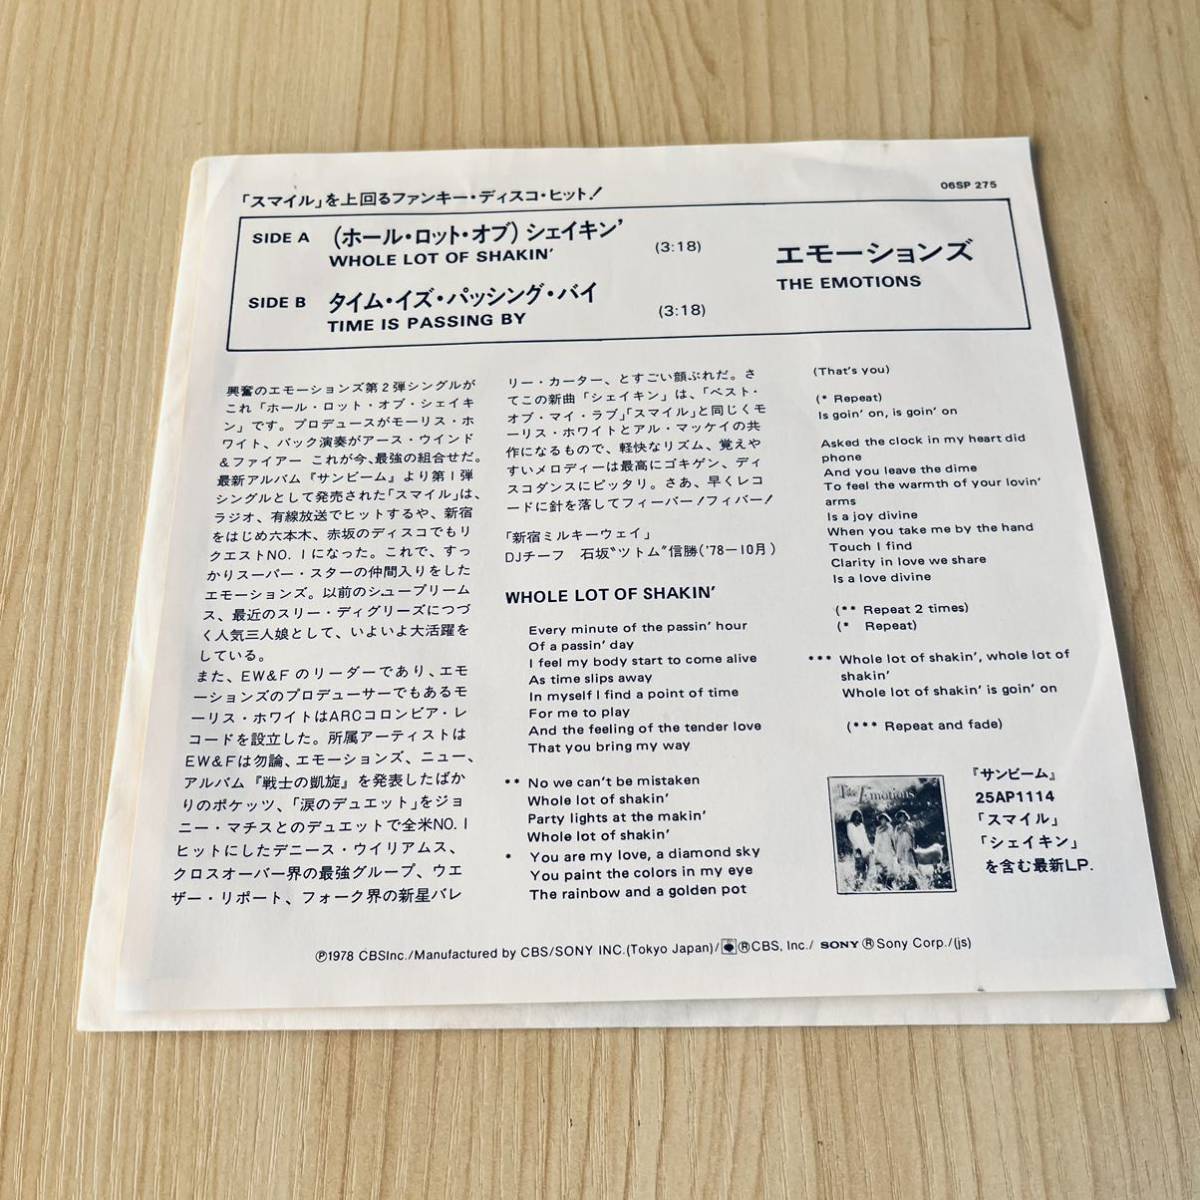 06SP 275
「スマイル」を上回るファンキー・ディスコ・ヒット!
SIDE A
(ホール・ロット・オブ)シェイキン'
WHOLE LOT OF SHAKIN'
(3:18)
SIDE B
タイム・イズ・パッシング・バイ
TIME IS PASSING BY
(3:18)
エモーションズ
THE EMOTIONS
興奮のエモーションズ第2弾シングルが
これ「ホール・ロット・オブ・シェイキ
ン」です。プロデュースがモーリス・ホ
ワイト、バック演奏がアース・ウインド
&ファイアー これが今、最強の組合せだ。
最新アルバム『サンビーム』より第1弾
シングルとして発売された「スマイル」は、
ラジオ、有線放送でヒットするや、新宿
をはじめ六本木、赤坂のディスコでもリ
クエストNO.1になった。これで、すっ
かりスーパー・スターの仲間入りをした
エモーションズ。以前のシュープリーム
ス、最近のスリー・ディグリーズにつづ
く人気三人娘として、いよいよ大活躍を
している。
また、EW&Fのリーダーであり、エモ
ーションズのプロデューサーでもあるモ
ーリス・ホワイトはARCコロンビア・レ
コードを設立した。所属アーティストは
EW&Fは勿論、エモーションズ、ニュー、
アルバム『戦士の凱旋』を発表したばか
りのポケッツ、「涙のデュエット」をジョ
ニー・マチスとのデュエットで全米NO.1
ヒットにしたデニース・ウイリアムス、
クロスオーバー界の最強グループ、ウエ
ザー・リポート、フォーク界の新星バレ
リー・カーター、とすごい顔ぶれだ。さ
てこの新曲「シェイキン」は、「ベスト・
オブ・マイ・ラブ」「スマイル」と同じくモ
ーリス・ホワイトとアル・マッケイの共
作になるもので、軽快なリズム、覚えや
すいメロディーは最高にゴキゲン、ディ
スコダンスにピッタリ。さあ、早くレコ
ードに針を落してフィーバー!フィバー!
「新宿ミルキーウェイ」
DJチーフ 石坂"ツトム"信勝('78－10月)
WHOLE LOT OF SHAKIN'
Every minute of the passin' hour
Of a passin' day
I feel my body start to come alive
As time slips away
In myself I find a point of time
For me to play
And the feeling of the tender love
That you bring my way
** No we can't be mistaken
Whole lot of shakin'
Party lights at the makin'
Whole lot of shakin'
* You are my love, a diamond sky
You paint the colors in my eye
The rainbow and a golden pot
(That's you)
(* Repeat)
Is goin' on, is goin' on
Asked the clock in my heart did
phone
And you leave the dime
To feel the warmth of your lovin'
arms
Is a joy divine
When you take me by the hand
Touch I find
Clarity in love we share
Is a love divine
(** Repeat 2 times)
(* Repeat)
*** Whole lot of shakin', whole lot of
shakin'
Whole lot of shakin' is goin' on
(*** Repeat and fade)
The Emotions
『サンビーム』
25AP1114
「スマイル」
「シェイキン」
を含む最新LP.
Ⓟ1978 CBSInc./Manufactured by CBS/SONY INC.(Tokyo Japan)/®CBS, Inc./ SONY ®Sony Corp./(js)